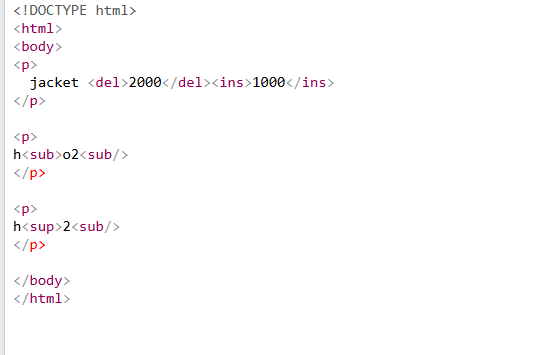 <!DOCTYPE html>
<html>
<body>
<p>
  jacket <del>2000</del><ins>1000</ins>
</p>

<p>
h<sub>o2<sub/>
</p>

<p>
h<sup>2<sub/>
</p>

</body>
</html>